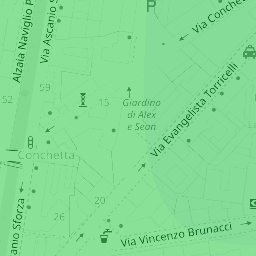 P
Via Conche
Via Ascanio S
Alzaia Naviglio P
59
52
15
Giardino
di Alex
e Sean
Via Evangelista Torricelli
Conchetta
20
26
anio Sforza
Via Vincenzo Brunacci